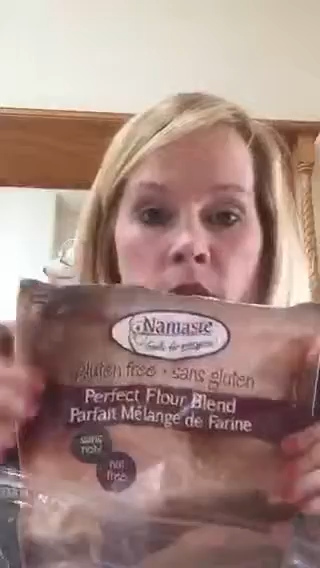 Namaste
foods for everyone
gluten free • sans gluten
Perfect Flour Blend
Parfait Mélange de Farine
sans
noix
nut
free